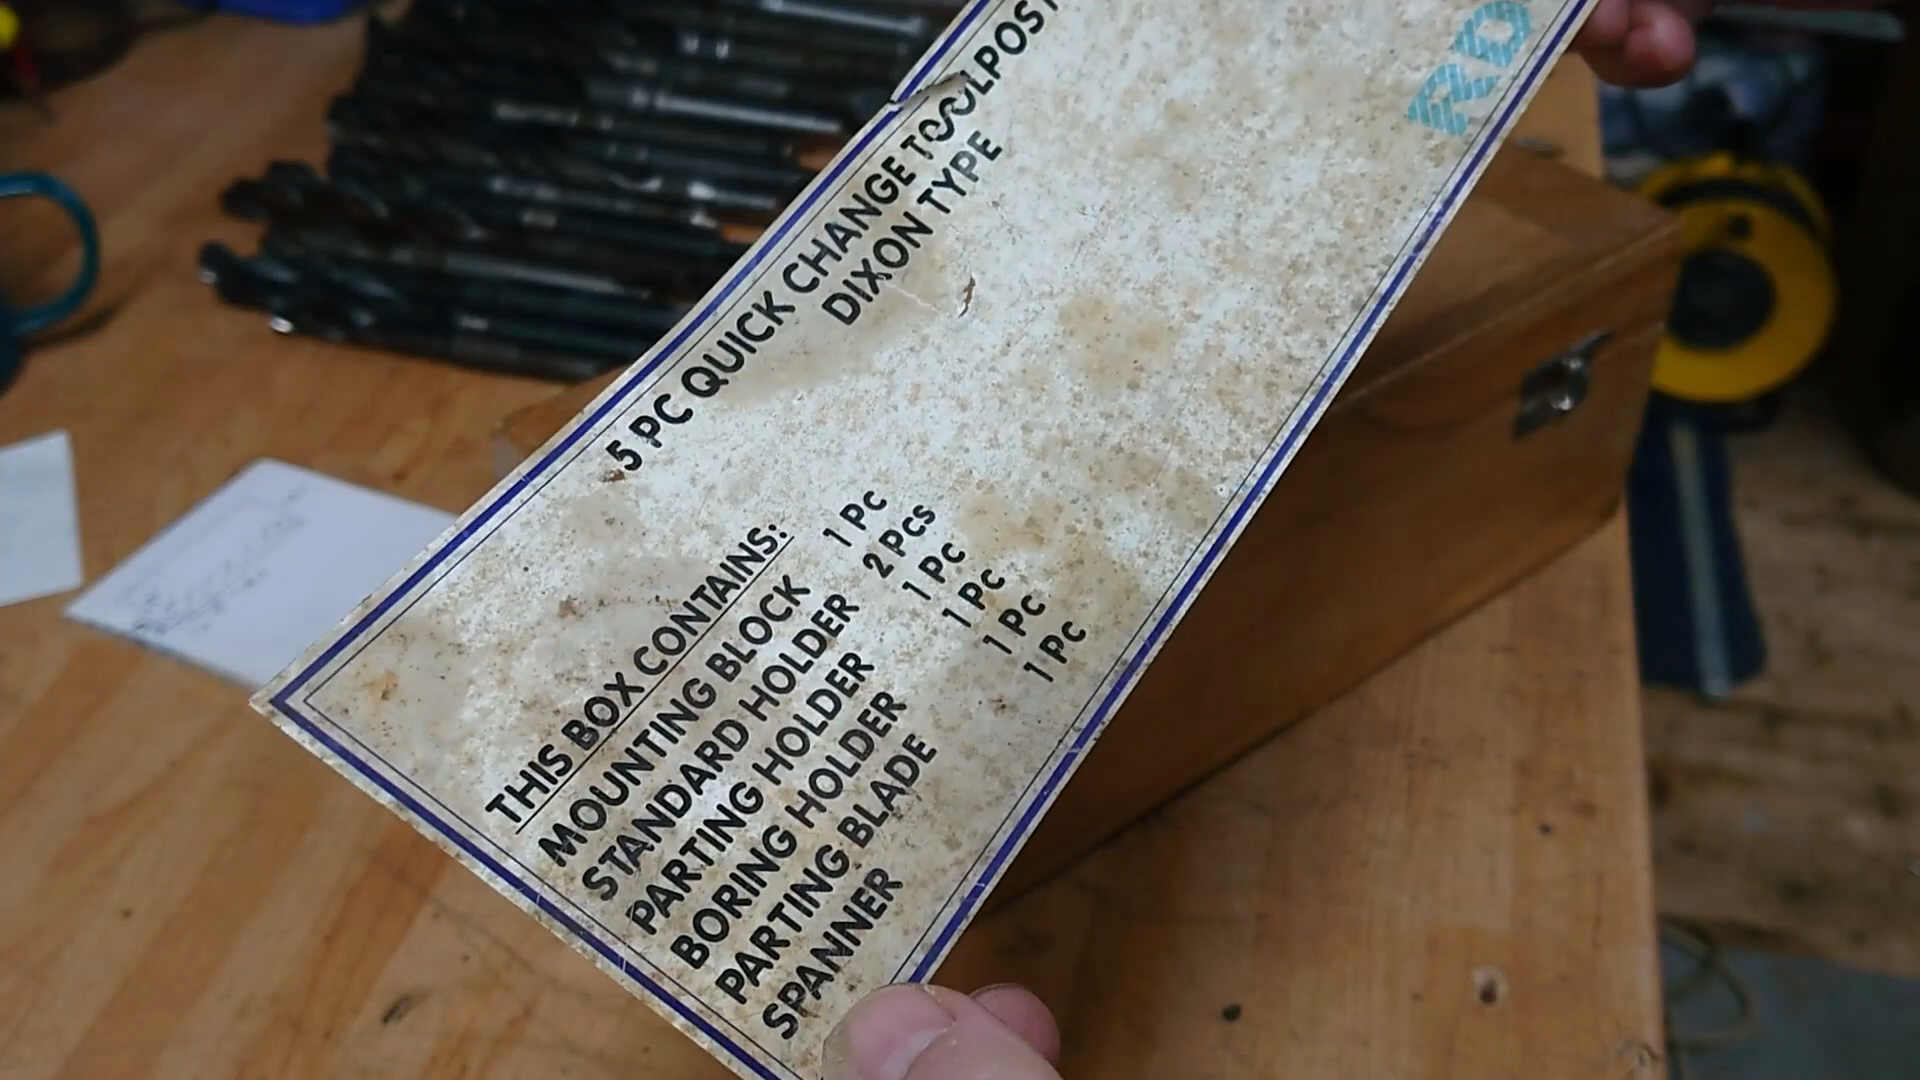 5 PC QUICK CHANGE TOOLPOST
DIXON TYPE
RD
THIS BOX CONTAINS:
MOUNTING BLOCK 1 Pc
STANDARD HOLDER 2 Pcs
PARTING HOLDER 1 Pc
BORING HOLDER 1 Pc
PARTING BLADE 1 Pc
SPANNER 1 Pc